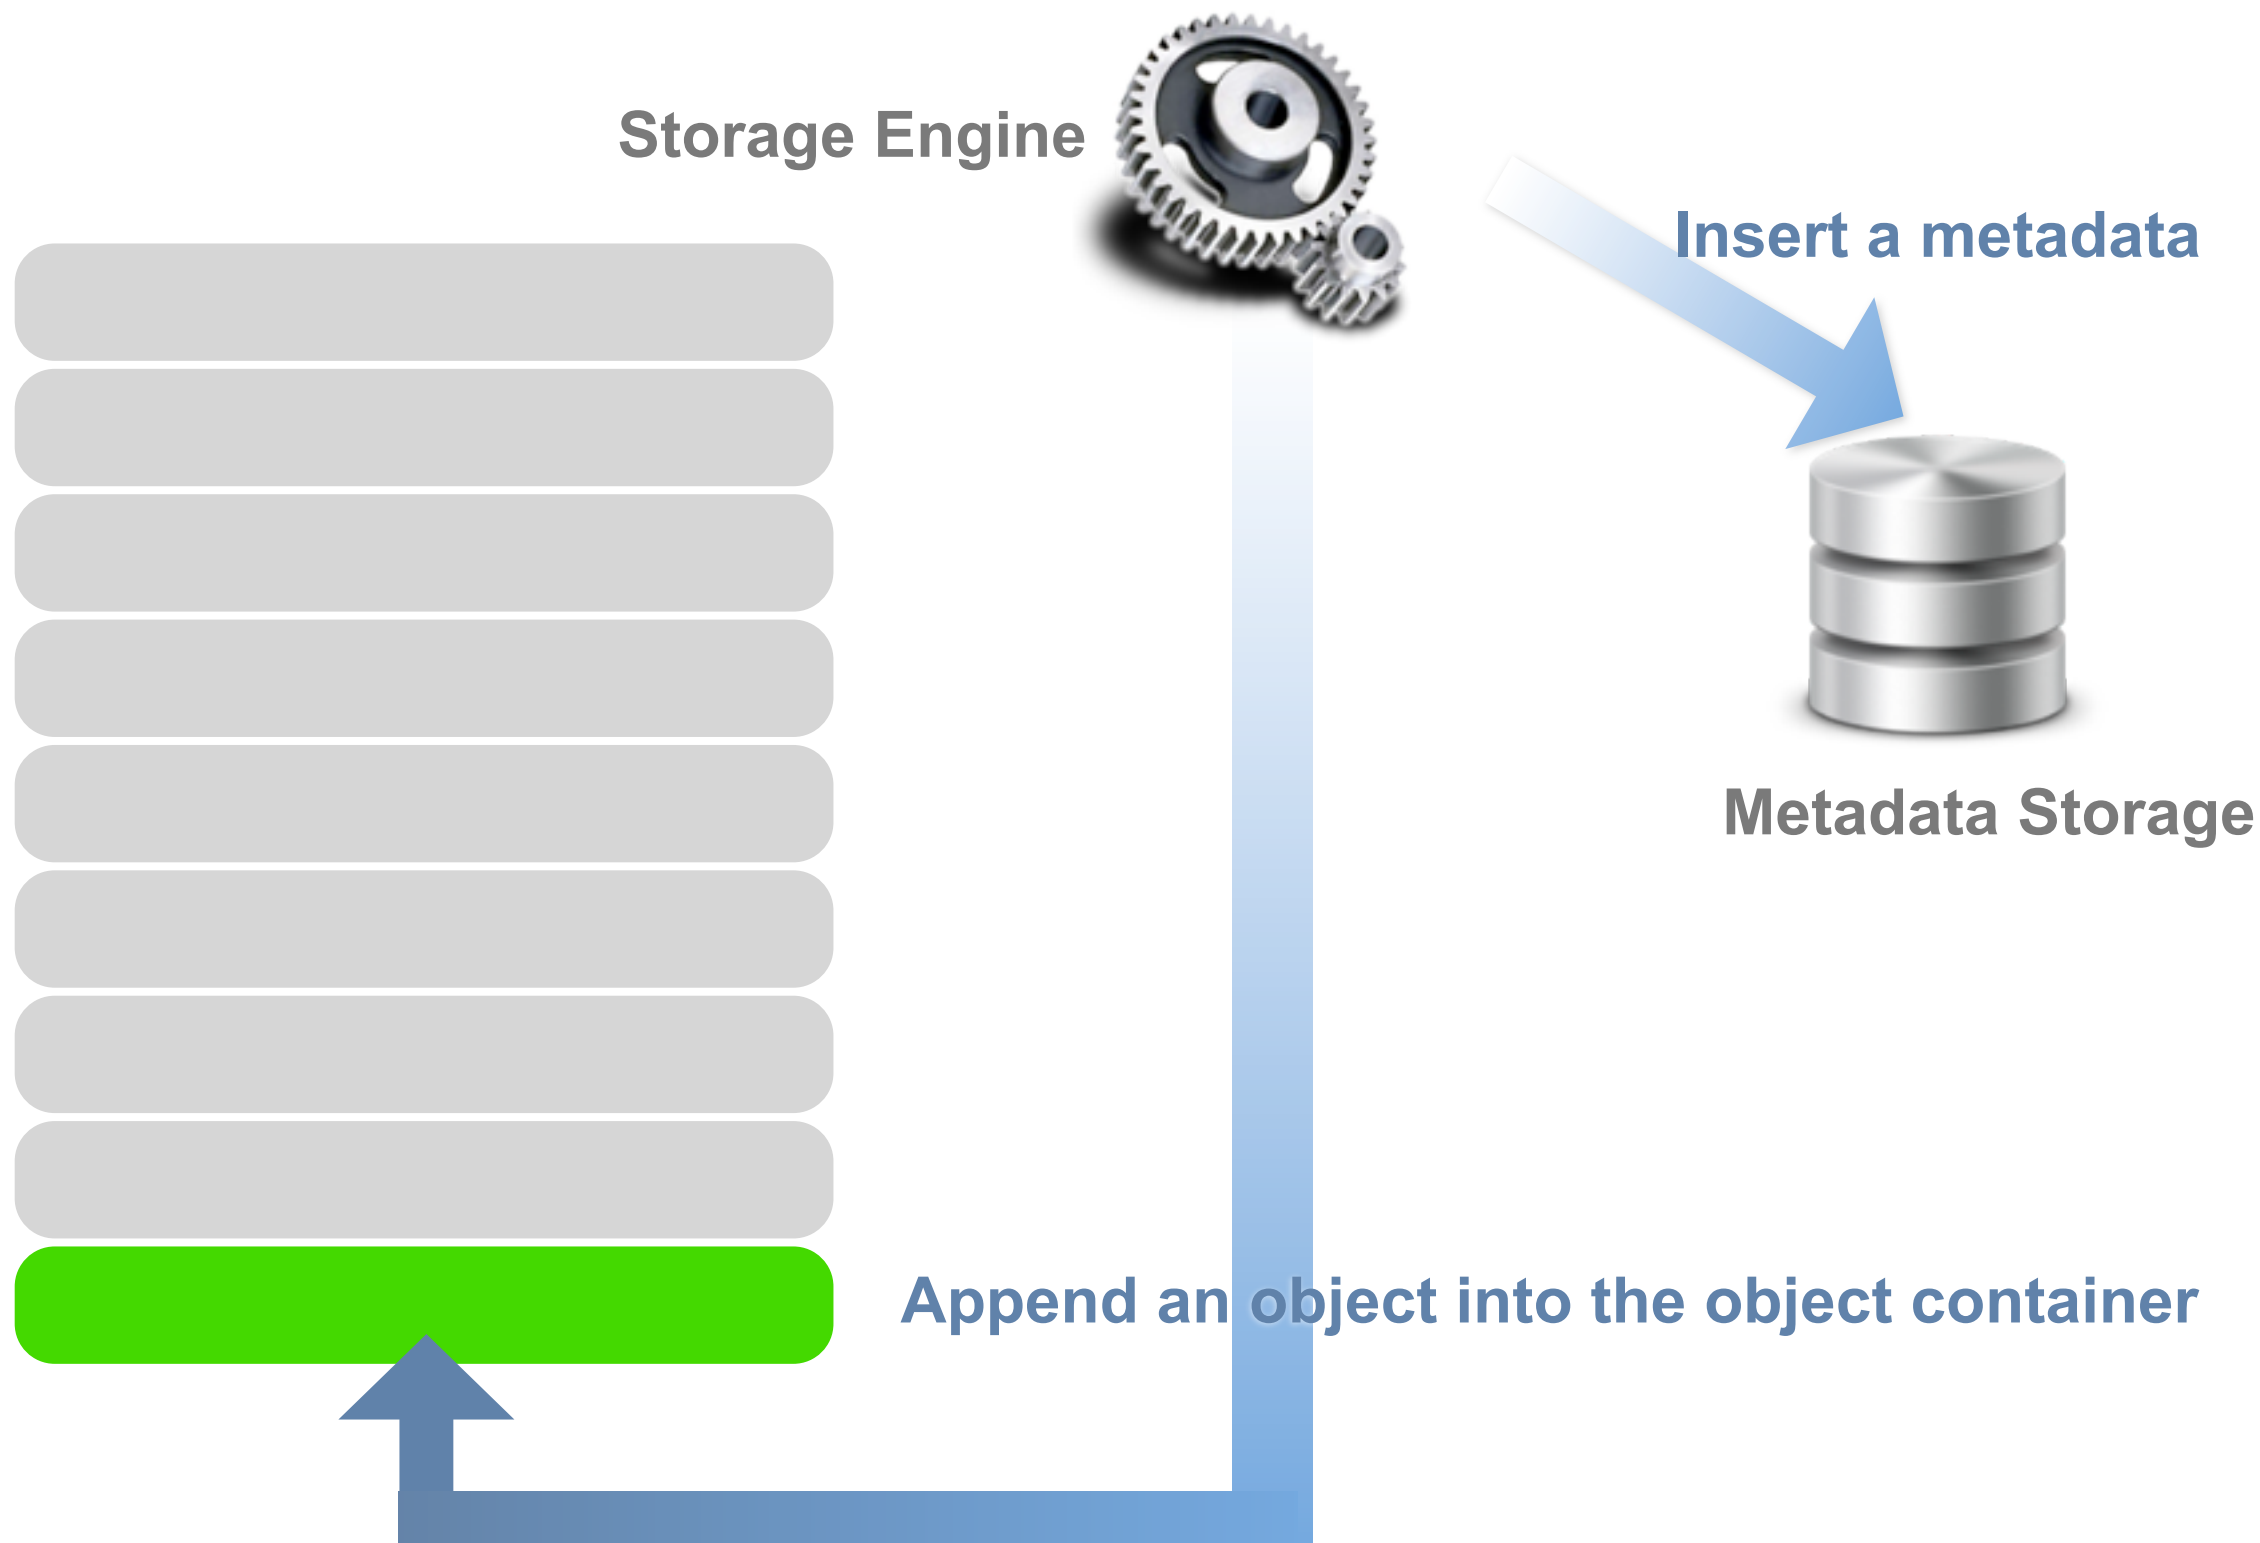 Storage Engine
Insert a metadata
Metadata Storage
Append an object into the object container